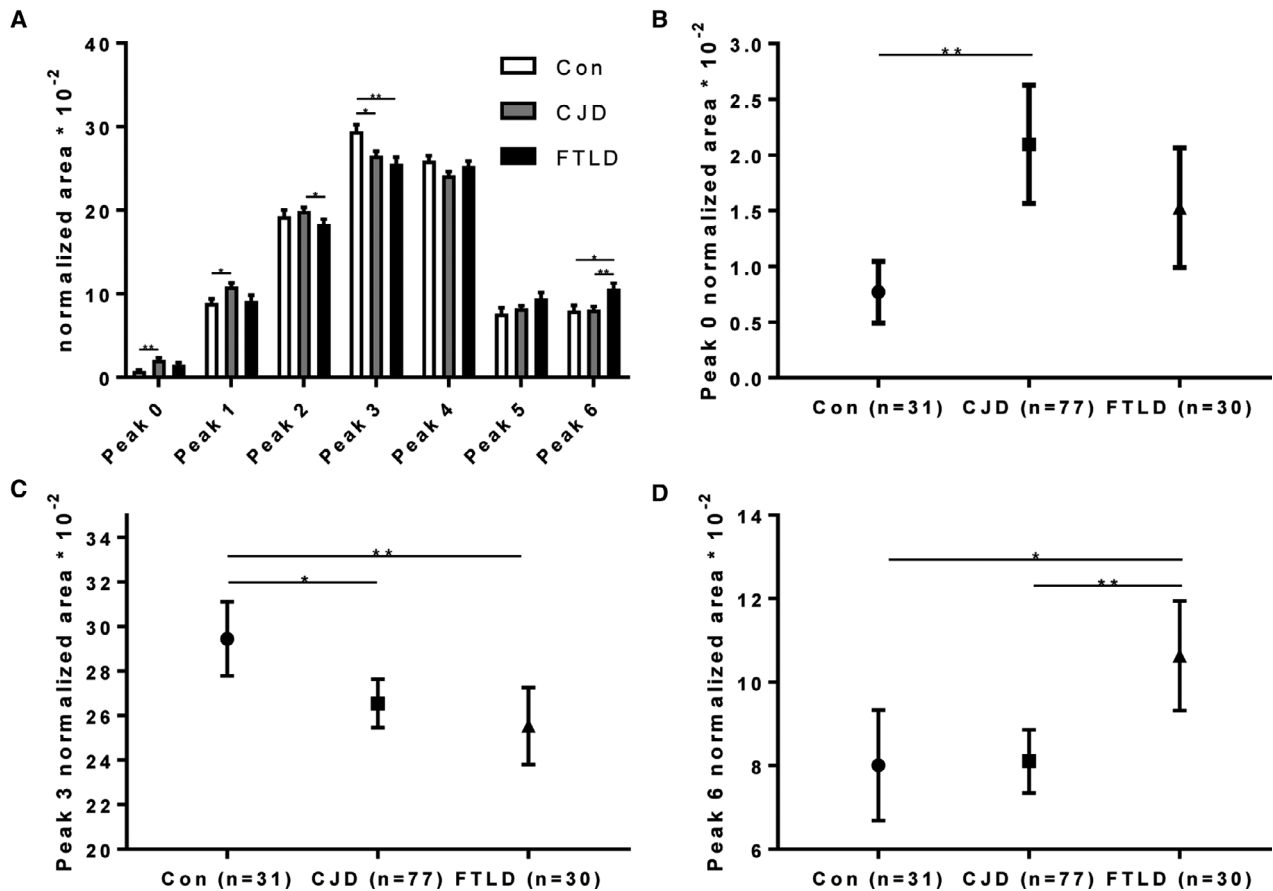 A
normalized area * 10-2
40
30
20
10
0
Con
CJD
FTLD
**
*
*
*
**
*
**
Peak 0
Peak 1
Peak 2
Peak 3
Peak 4
Peak 5
Peak 6
B
Peak 0 normalized area * 10-2
3.0
2.5
2.0
1.5
1.0
0.5
0.0
**
Con (n=31) CJD (n=77) FTLD (n=30)
C
Peak 3 normalized area * 10-2
34
32
30
28
26
24
22
20
**
*
Con (n=31) CJD (n=77) FTLD (n=30)
D
Peak 6 normalized area * 10-2
14
12
10
8
6
*
**
Con (n=31) CJD (n=77) FTLD (n=30)